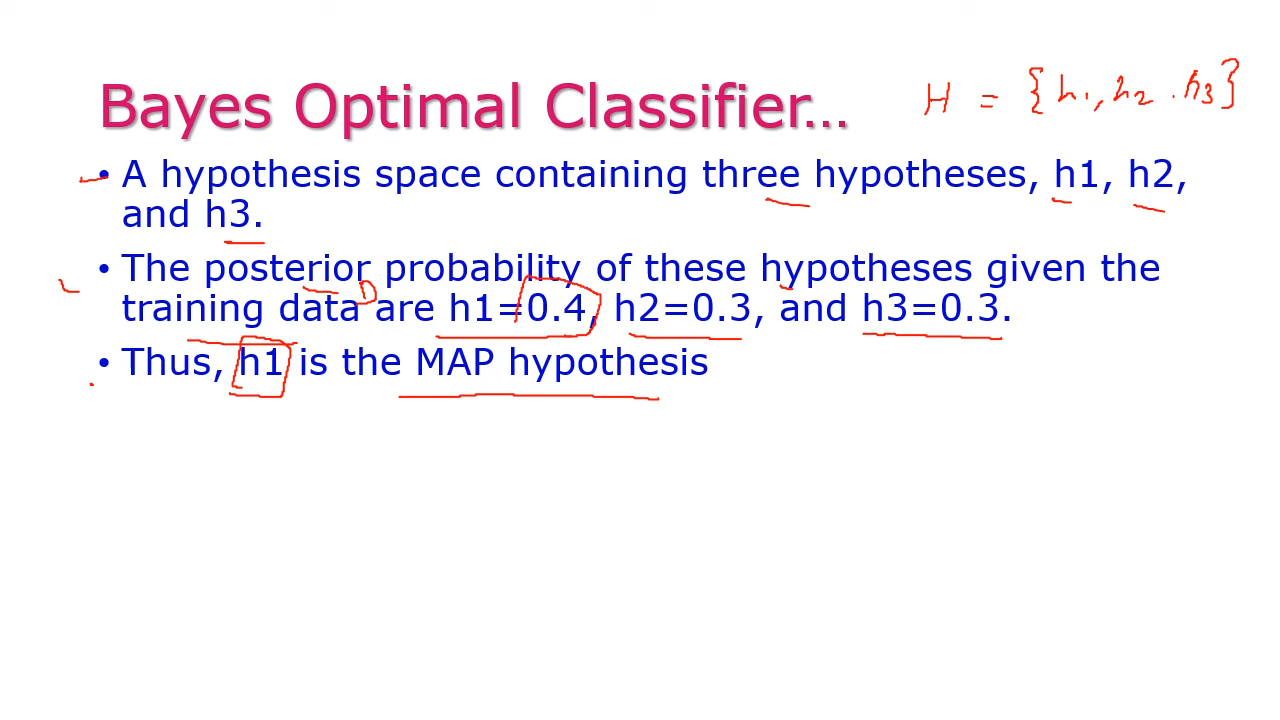 Bayes Optimal Classifier…
H = {h1, h2 . h3}
• A hypothesis space containing three hypotheses, h1, h2,
and h3.
• The posterior probability of these hypotheses given the
training data D are h1=0.4, h2=0.3, and h3=0.3.
• Thus, h1 is the MAP hypothesis